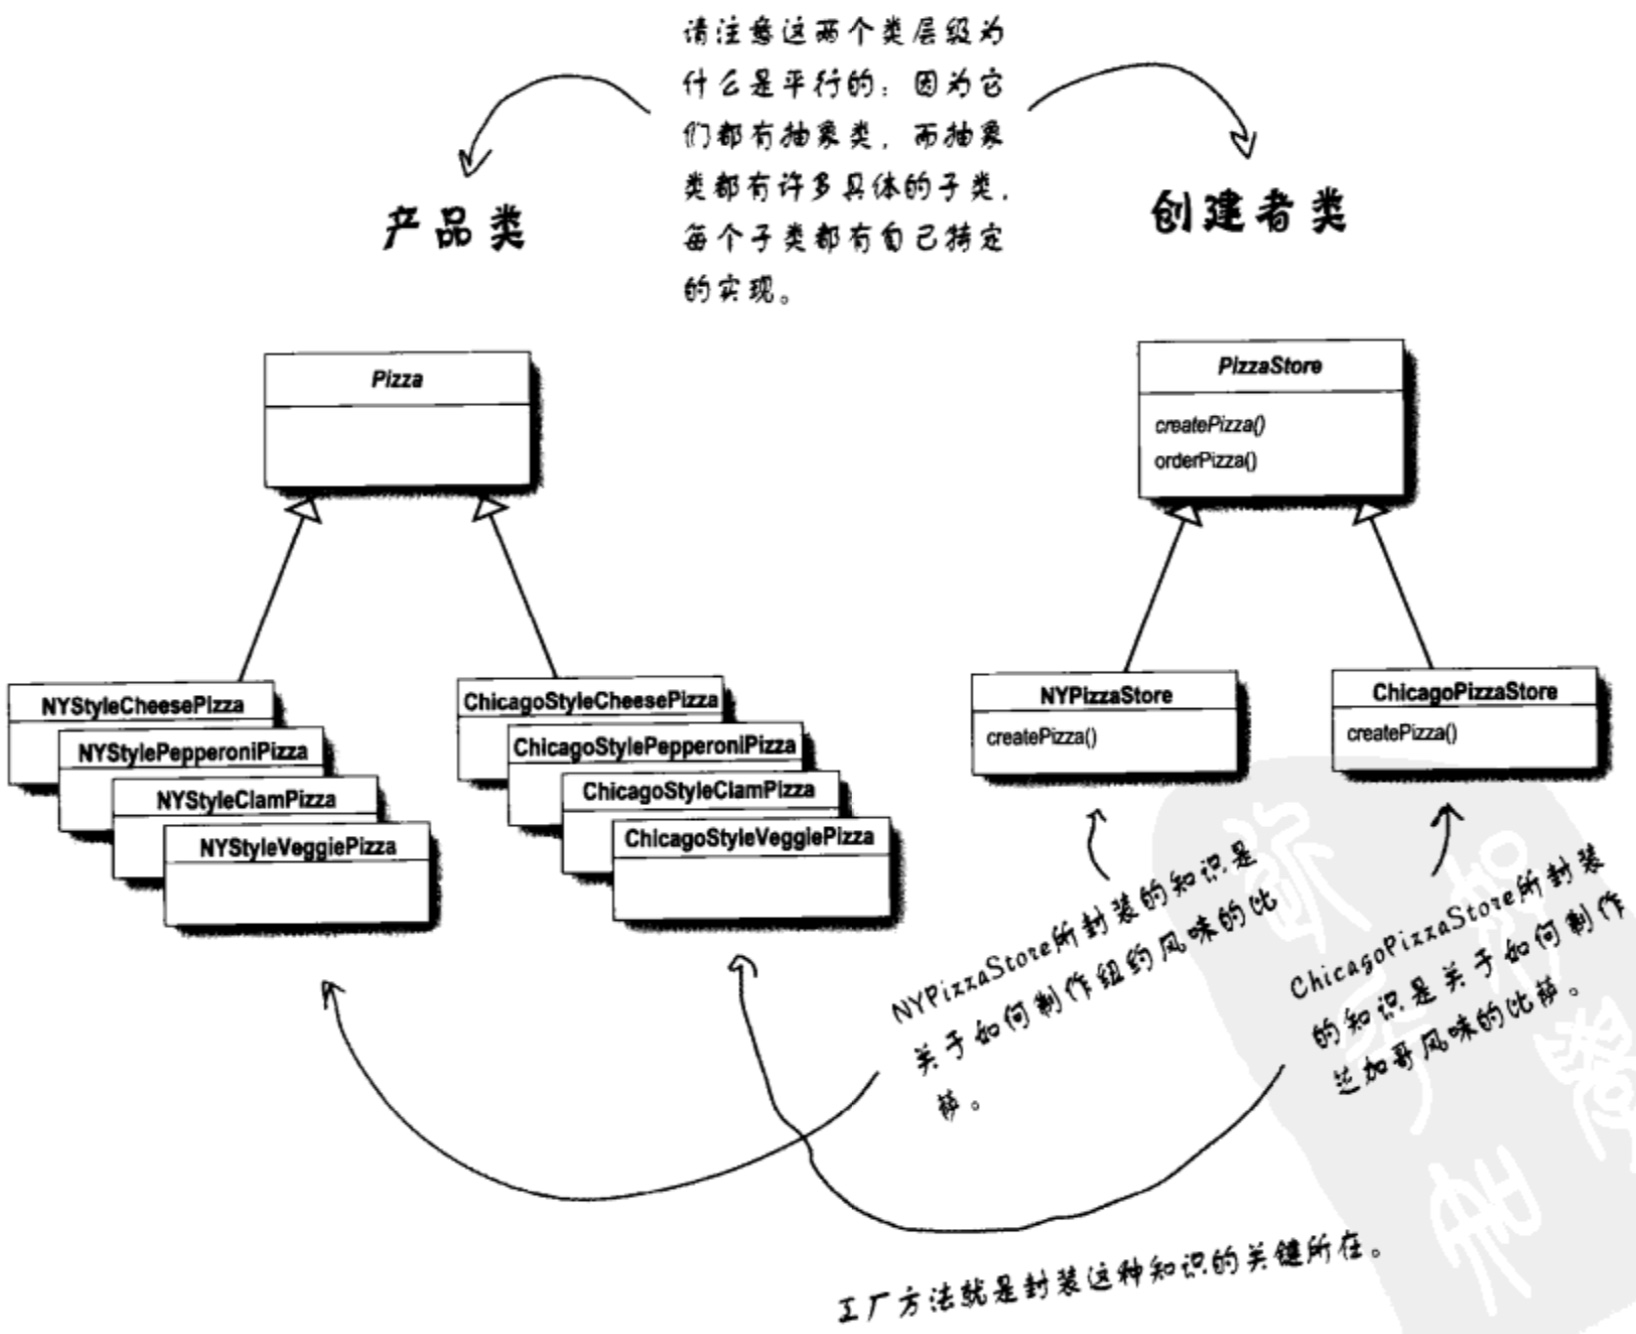 请注意这两个类层级为
什么是平行的：因为它
们都有抽象类，而抽象
类都有许多具体的子类，
每个子类都有自己特定
的实现。
产品类
创建者类
Pizza
PizzaStore
createPizza()
orderPizza()
NYStyleCheesePizza
NYStylePepperoniPizza
NYStyleClamPizza
NYStyleVeggiePizza
ChicagoStyleCheesePizza
ChicagoStylePepperoniPizza
ChicagoStyleClamPizza
ChicagoStyleVeggiePizza
NYPizzaStore
createPizza()
ChicagoPizzaStore
createPizza()
NYPizzaStore所封装的知识是
关于如何制作纽约风味的比
萨。
ChicagoPizzaStore所封装
的知识是关于如何制作
芝加哥风味的比萨。
工厂方法就是封装这种知识的关键所在。